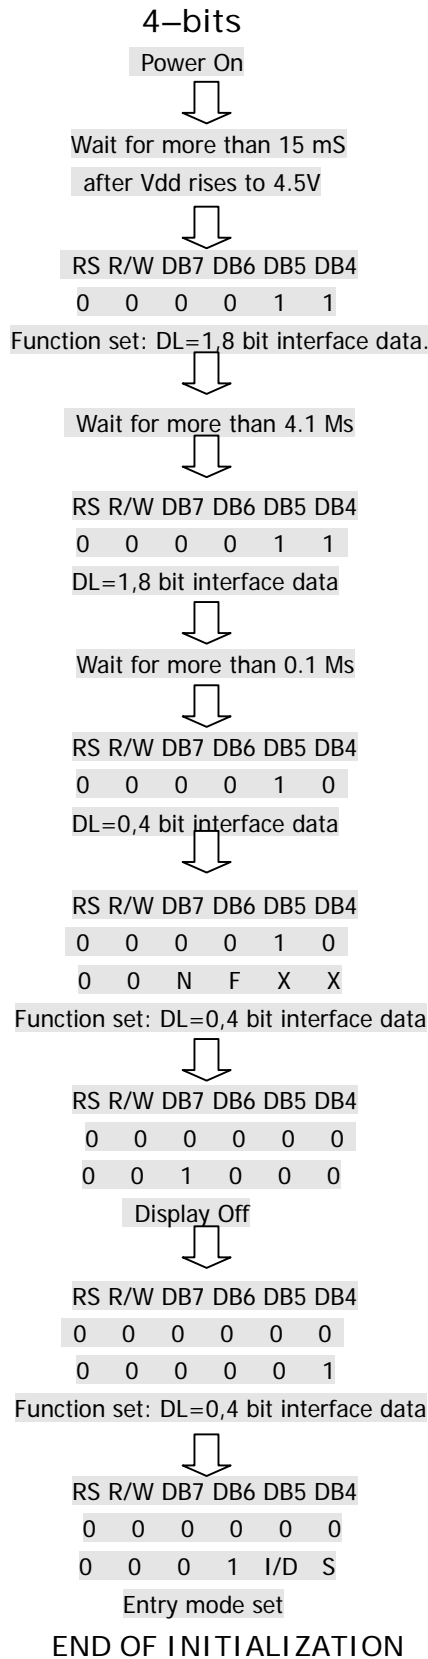 4–bits
Power On
Wait for more than 15 mS
after Vdd rises to 4.5V
RS R/W DB7 DB6 DB5 DB4
0 0 0 0 1 1
Function set: DL=1,8 bit interface data.
Wait for more than 4.1 Ms
RS R/W DB7 DB6 DB5 DB4
0 0 0 0 1 1
DL=1,8 bit interface data
Wait for more than 0.1 Ms
RS R/W DB7 DB6 DB5 DB4
0 0 0 0 1 0
DL=0,4 bit interface data
RS R/W DB7 DB6 DB5 DB4
0 0 0 0 1 0
0 0 N F X X
Function set: DL=0,4 bit interface data
RS R/W DB7 DB6 DB5 DB4
0 0 0 0 0 0
0 0 1 0 0 0
Display Off
RS R/W DB7 DB6 DB5 DB4
0 0 0 0 0 0
0 0 0 0 0 1
Function set: DL=0,4 bit interface data
RS R/W DB7 DB6 DB5 DB4
0 0 0 0 0 0
0 0 0 1 I/D S
Entry mode set
END OF INITIALIZATION